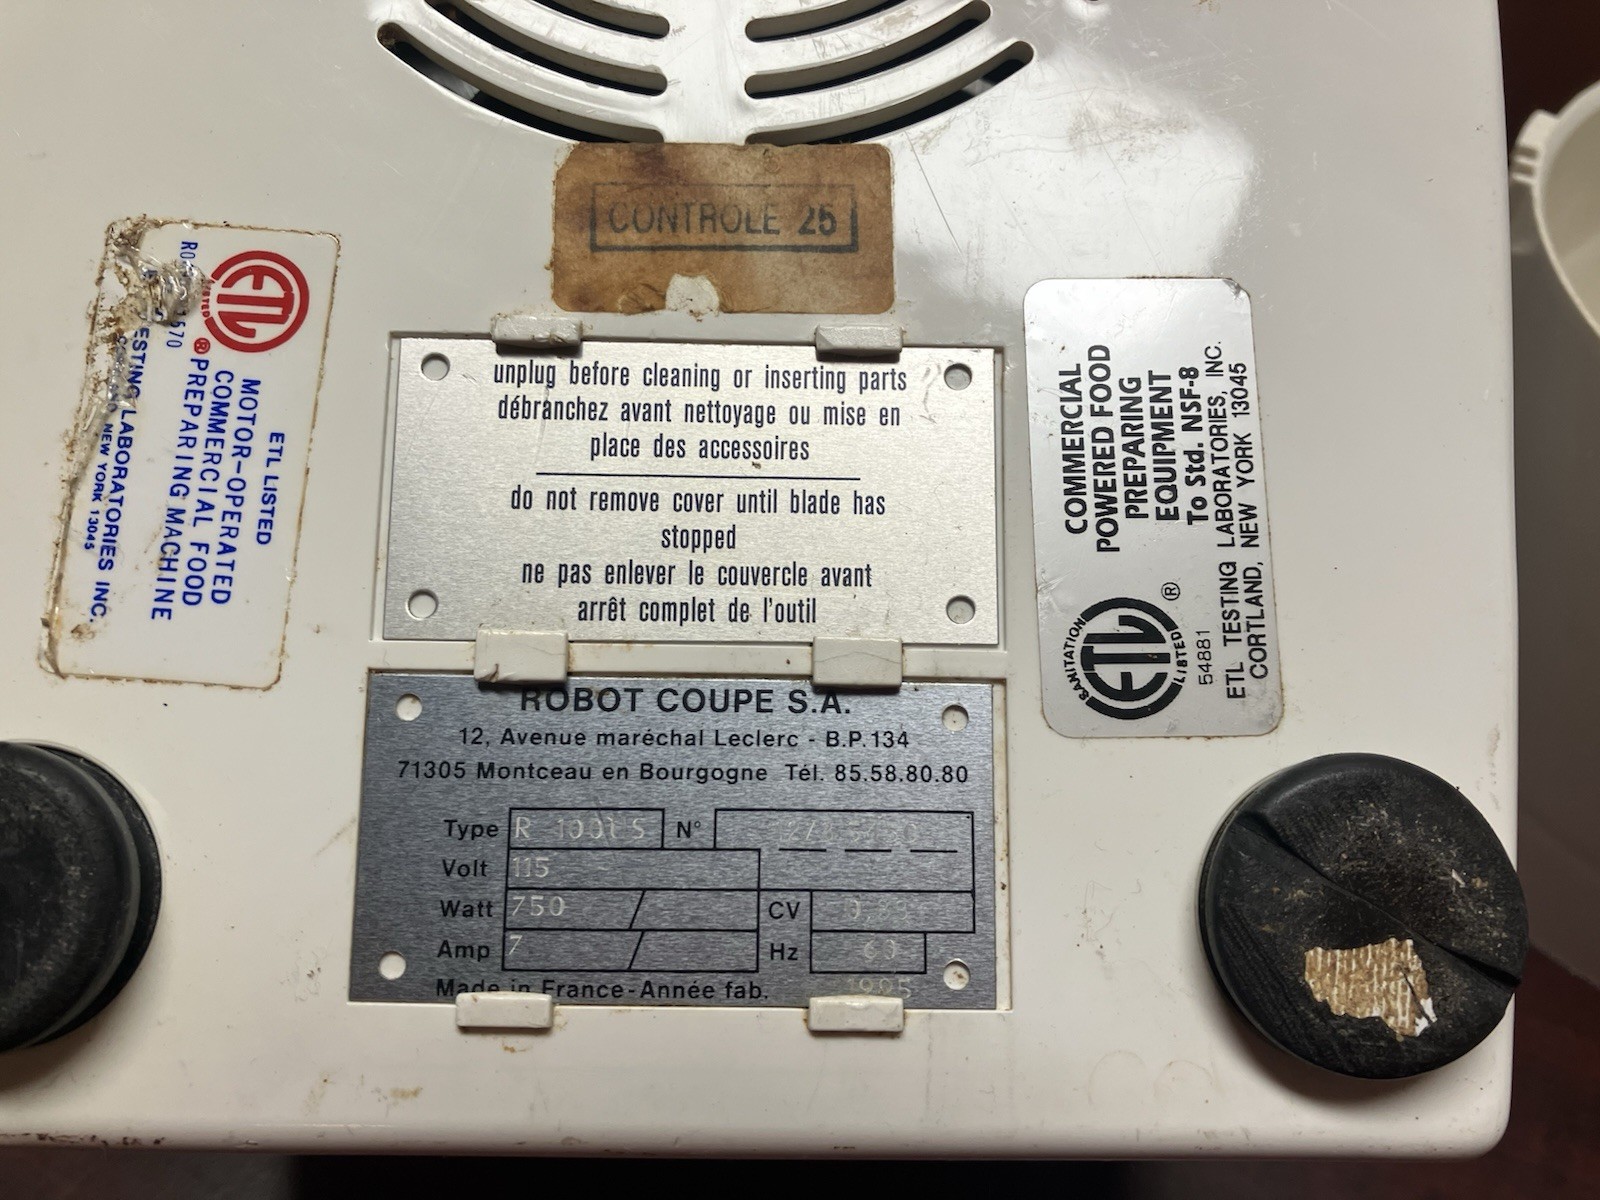 CONTROLE 25
ETL
LISTED
®
ETL LISTED
MOTOR-OPERATED
COMMERCIAL FOOD
PREPARING MACHINE
LABORATORIES INC.
NEW YORK 13045
unplug before cleaning or inserting parts
débranchez avant nettoyage ou mise en
place des accessoires
do not remove cover until blade has
stopped
ne pas enlever le couvercle avant
arrêt complet de l'outil
COMMERCIAL
POWERED FOOD
PREPARING
EQUIPMENT
To Std. NSF-8
SANITATION
ETL
LISTED
®
54881
ETL TESTING LABORATORIES, INC.
CORTLAND, NEW YORK 13045
ROBOT COUPE S.A.
12, Avenue maréchal Leclerc - B.P. 134
71305 Montceau en Bourgogne Tél. 85.58.80.80
Type R N°
Volt 115
Watt 750 / CV
Amp 7 / Hz 60
Made in France-Année fab.